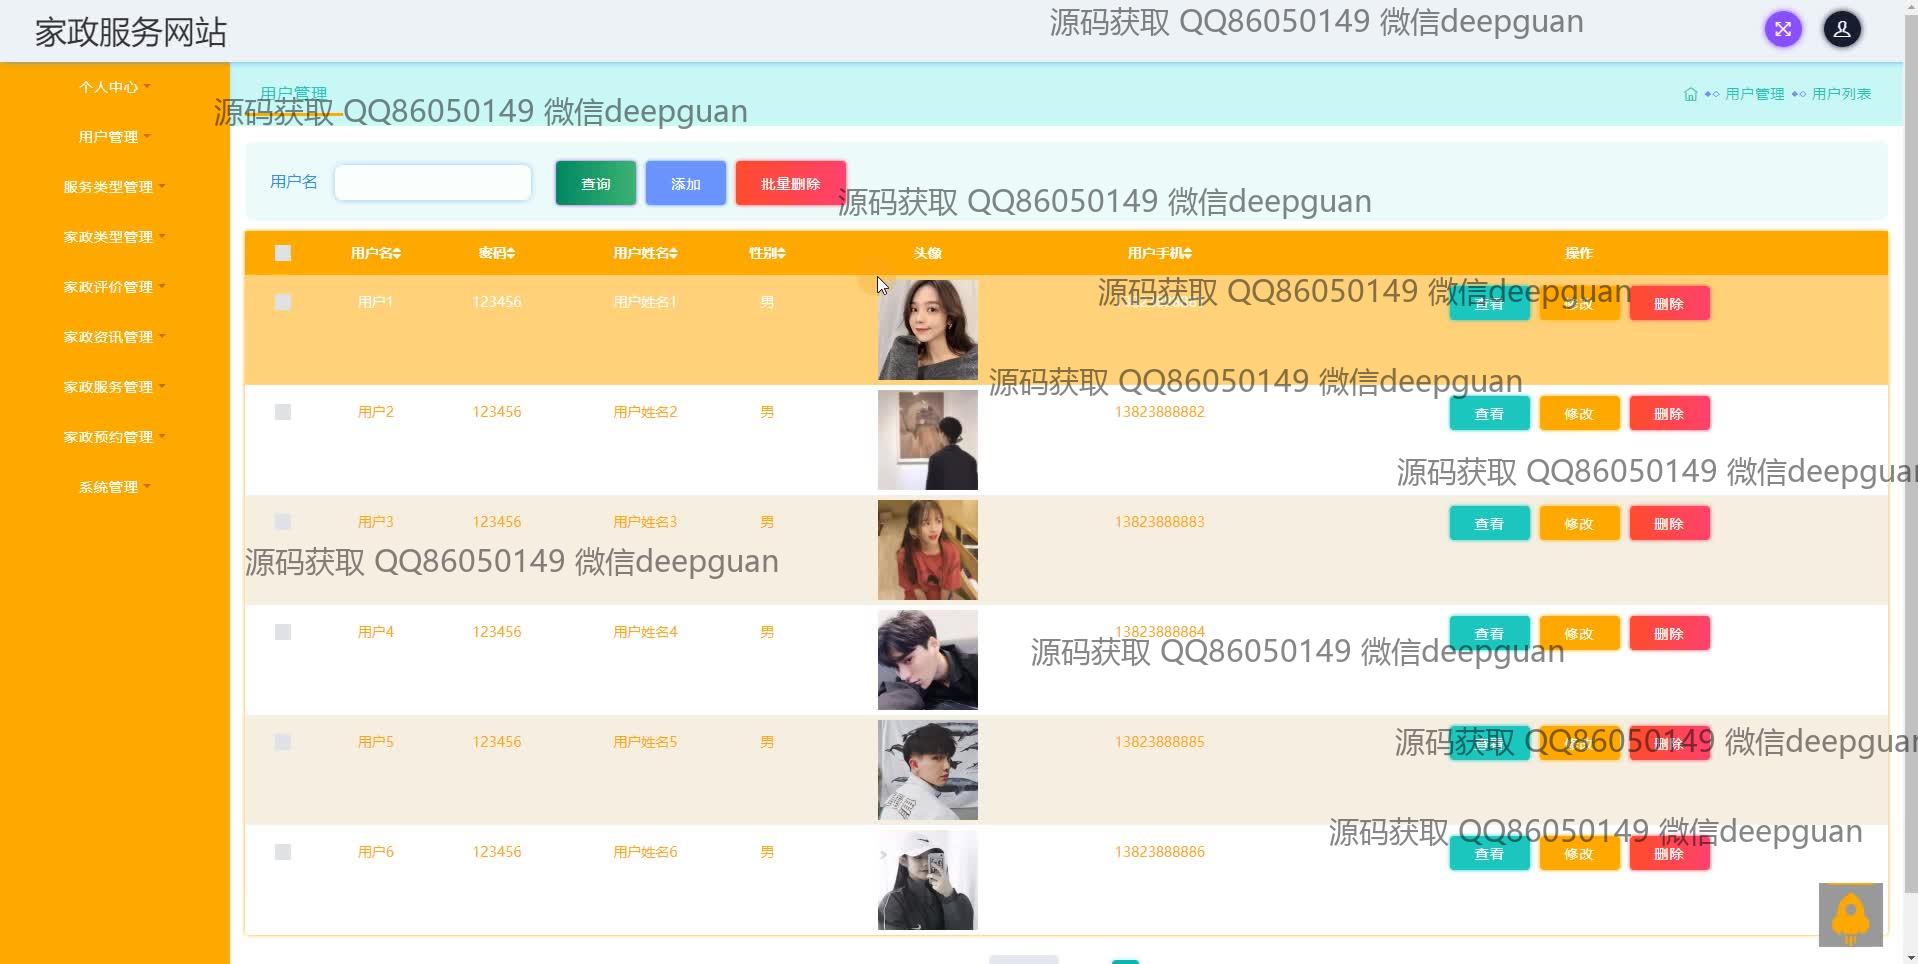 家政服务网站
源码获取 QQ86050149 微信deepguan
个人中心
用户管理
服务类型管理
家政类型管理
家政评价管理
家政资讯管理
家政服务管理
家政预约管理
系统管理
用户管理
用户管理 用户列表
源码获取 QQ86050149 微信deepguan
用户名 查询 添加 批量删除
源码获取 QQ86050149 微信deepguan
用户名 密码 用户姓名 性别 头像 用户手机 操作
用户1 123456 用户姓名1 男 查看 修改 删除
源码获取 QQ86050149 微信deepguan
源码获取 QQ86050149 微信deepguan
用户2 123456 用户姓名2 男 13823888882 查看 修改 删除
源码获取 QQ86050149 微信deepguan
用户3 123456 用户姓名3 男 13823888883 查看 修改 删除
源码获取 QQ86050149 微信deepguan
用户4 123456 用户姓名4 男 13823888884 查看 修改 删除
源码获取 QQ86050149 微信deepguan
用户5 123456 用户姓名5 男 13823888885 查看 修改 删除
源码获取 QQ86050149 微信deepguan
源码获取 QQ86050149 微信deepguan
用户6 123456 用户姓名6 男 13823888886 查看 修改 删除